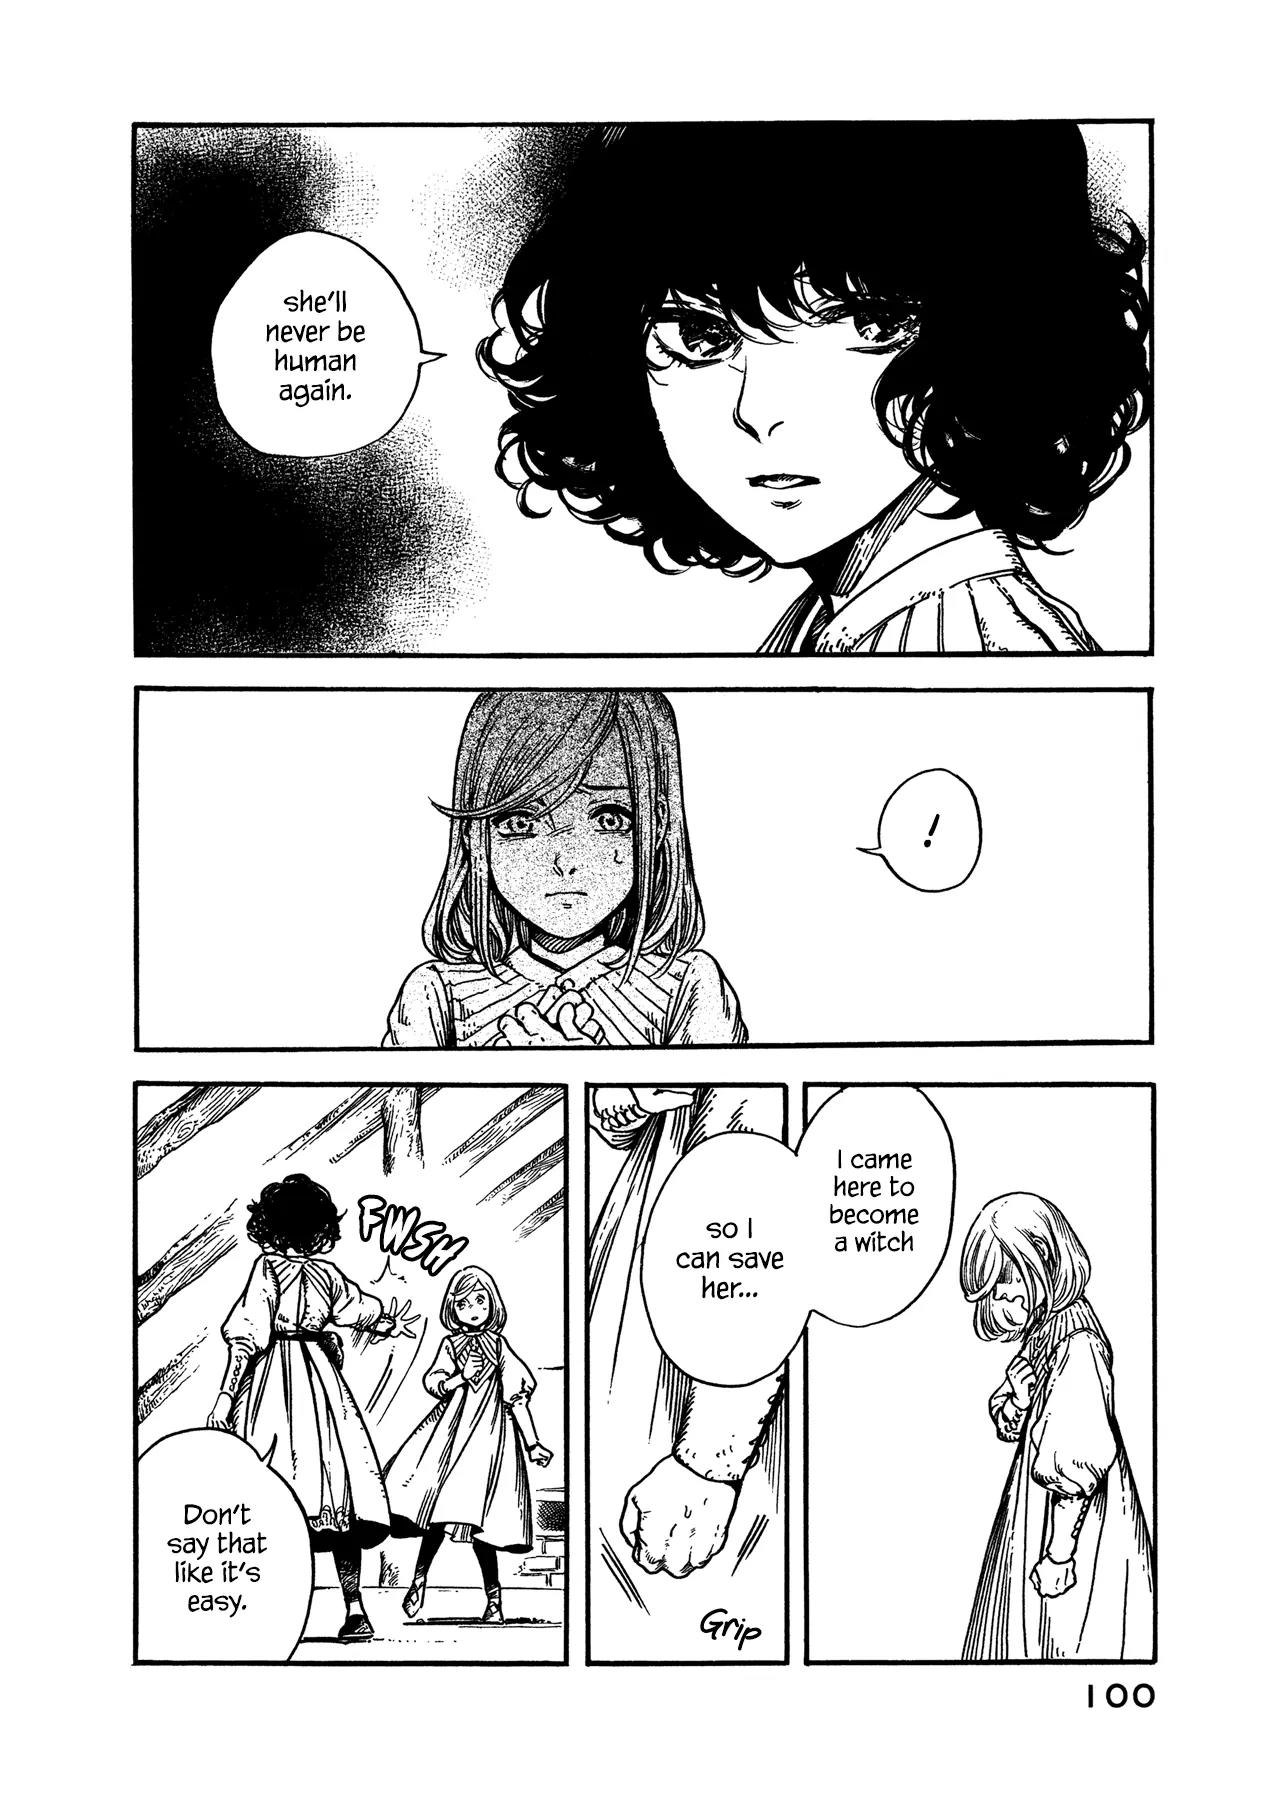 she'll
never be
human
again.
!
I came
here to
become
a witch
so I
can save
her...
Grip
FWSH
Don't
say that
like it's
easy.
100